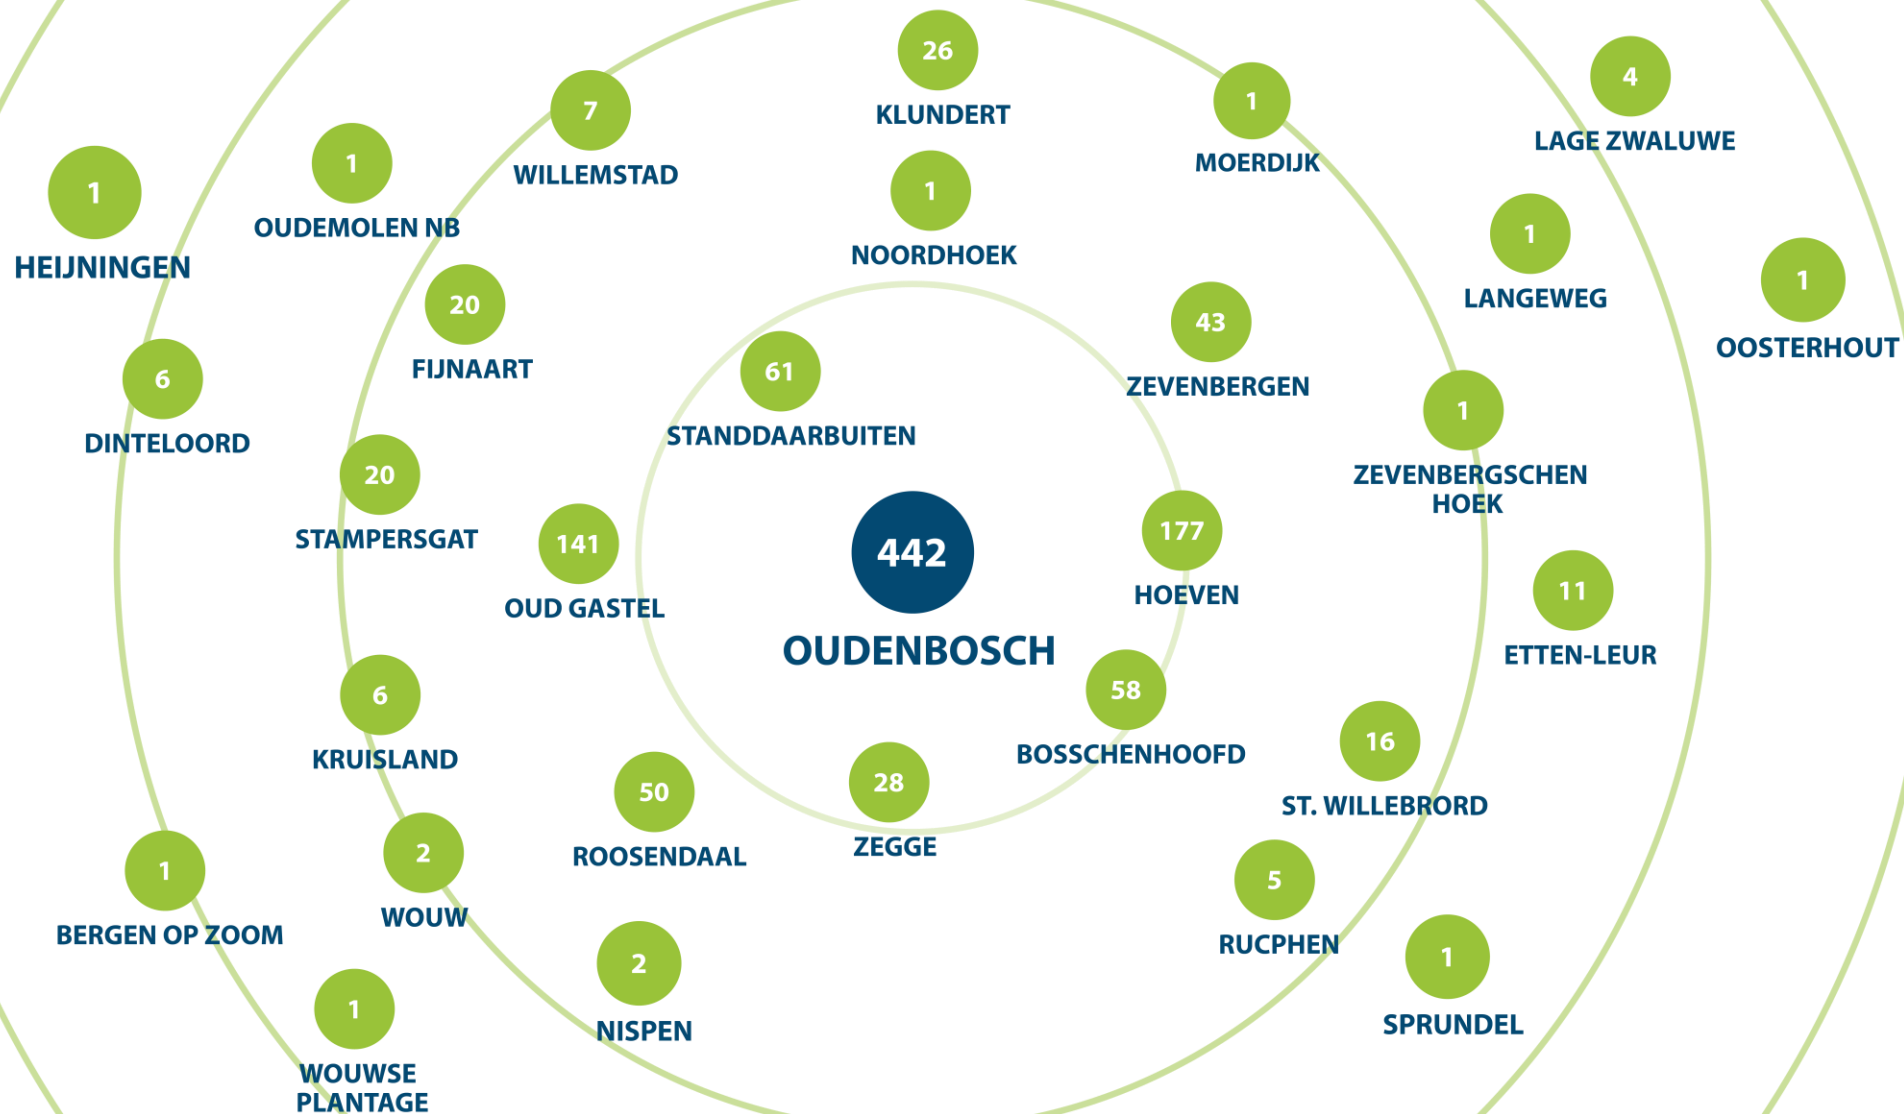 26
KLUNDERT
4
LAGE ZWALUWE
7
WILLEMSTAD
1
MOERDIJK
1
OUDEMOLEN NB
1
HEIJNINGEN
1
NOORDHOEK
1
LANGEWEG
1
OOSTERHOUT
20
FIJNAART
43
ZEVENBERGEN
6
DINTELOORD
61
STANDDAARBUITEN
1
ZEVENBERGSCHEN
HOEK
20
STAMPERSGAT
141
OUD GASTEL
442
OUDENBOSCH
177
HOEVEN
11
ETTEN-LEUR
6
KRUISLAND
58
BOSSCHENHOOFD
16
ST. WILLEBRORD
50
ROOSENDAAL
28
ZEGGE
2
WOUW
1
BERGEN OP ZOOM
5
RUCPHEN
2
NISPEN
1
SPRUNDEL
1
WOUWSE
PLANTAGE